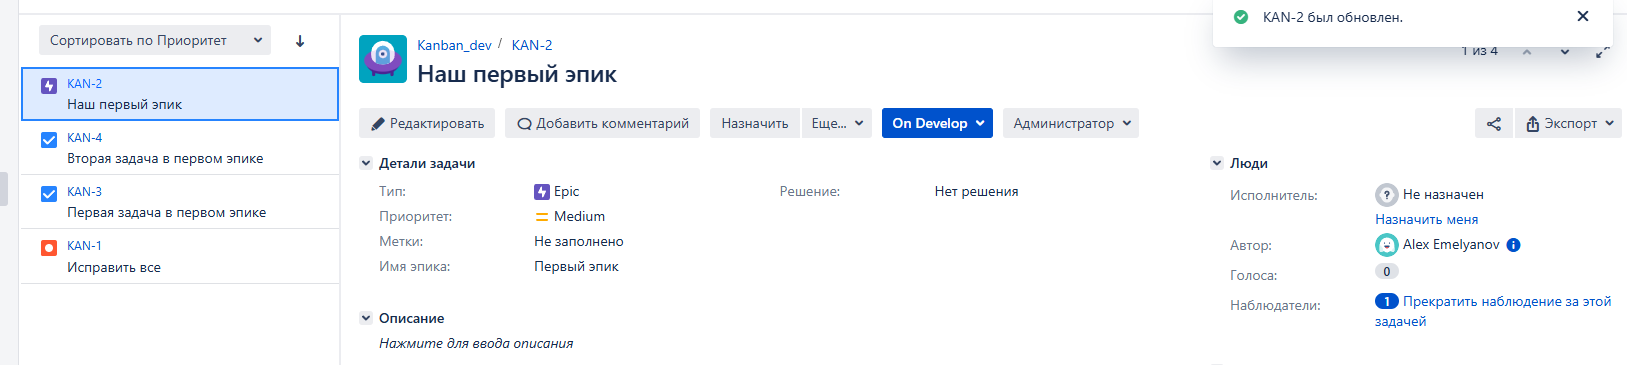 KAN-2 был обновлен.
Сортировать по Приоритет
KAN-2
Наш первый эпик
KAN-4
Вторая задача в первом эпике
KAN-3
Первая задача в первом эпике
KAN-1
Исправить все
Kanban_dev / KAN-2
1 из 4
Наш первый эпик
Редактировать Добавить комментарий Назначить Еще... On Develop Администратор Экспорт
Детали задачи
Тип: Epic Решение: Нет решения
Приоритет: Medium
Метки: Не заполнено
Имя эпика: Первый эпик
Описание
Нажмите для ввода описания
Люди
Исполнитель: Не назначен
Назначить меня
Автор: Alex Emelyanov
Голоса: 0
Наблюдатели: 1 Прекратить наблюдение за этой
задачей